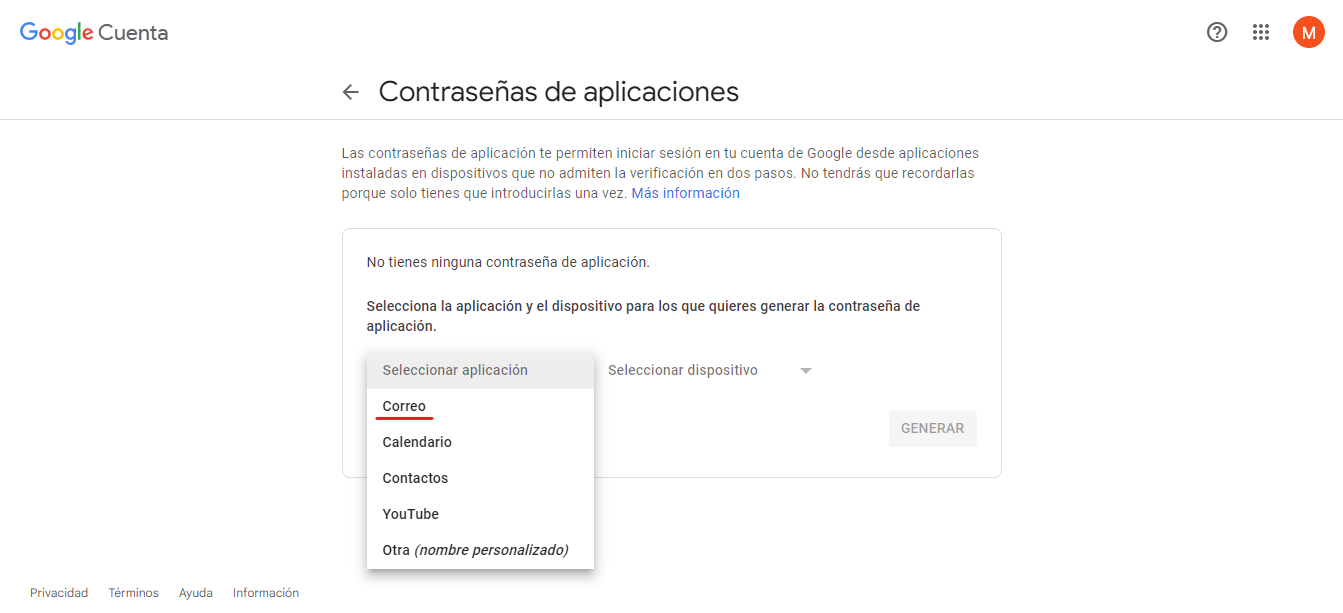 Google Cuenta
M
Contraseñas de aplicaciones
Las contraseñas de aplicación te permiten iniciar sesión en tu cuenta de Google desde aplicaciones
instaladas en dispositivos que no admiten la verificación en dos pasos. No tendrás que recordarlas
porque solo tienes que introducirlas una vez. Más información
No tienes ninguna contraseña de aplicación.
Selecciona la aplicación y el dispositivo para los que quieres generar la contraseña de
aplicación.
Seleccionar aplicación
Seleccionar dispositivo
Correo
Calendario
Contactos
YouTube
Otra (nombre personalizado)
GENERAR
Privacidad Términos Ayuda Información